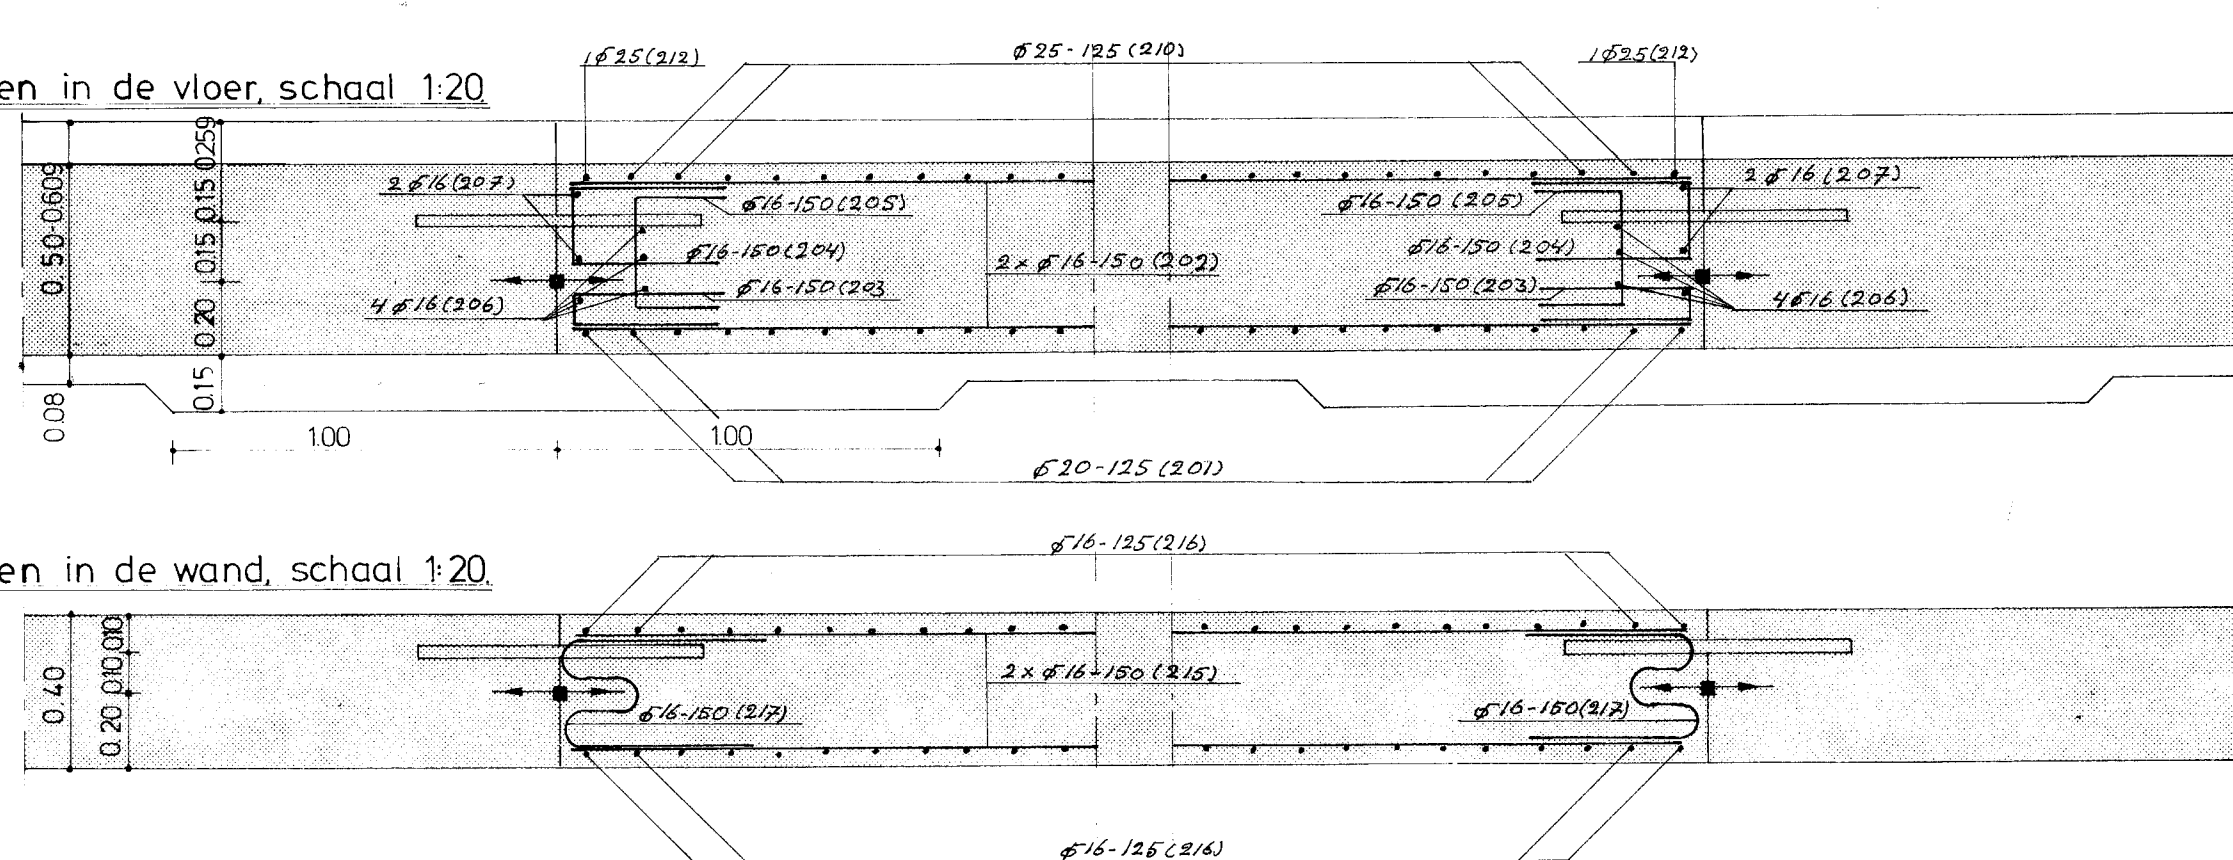 1ϕ25(212)
ϕ25-125(210)
1ϕ25(212)
en in de vloer, schaal 1:20.
0.50-0.609
0.08
0.259
0.15
0.15
0.20
0.15
2ϕ16(207)
ϕ16-150(205)
ϕ16-150(204)
ϕ16-150(203
4ϕ16(206)
2×ϕ16-150(202)
ϕ16-150(205)
ϕ16-150(204)
ϕ16-150(203)
2ϕ16(207)
4ϕ16(206)
1.00
1.00
ϕ20-125(201)
ϕ16-125(216)
en in de wand, schaal 1:20.
0.40
0.10
0.10
0.20
2×ϕ16-150(215)
ϕ16-150(217)
ϕ16-150(217)
ϕ16-125(216)